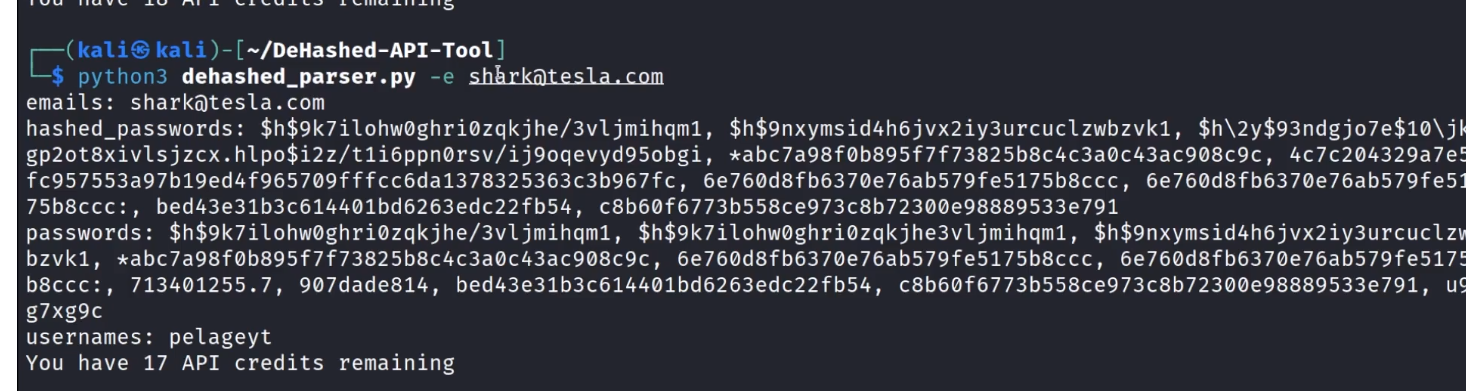 You have 18 API credits remaining
┌──(kali㉿kali)-[~/DeHashed-API-Tool]
└─$ python3 dehashed_parser.py -e shark@tesla.com
emails: shark@tesla.com
hashed_passwords: $h$9k7ilohw0ghri0zqkjhe/3vljmihqm1, $h$9nxymsid4h6jvx2iy3urcuclzwbzvk1, $h\2y$93ndgjo7e$10\jk
gp2ot8xivlsjzcx.hlpo$i2z/t1i6ppn0rsv/ij9oqevyd95obgi, *abc7a98f0b895f7f73825b8c4c3a0c43ac908c9c, 4c7c204329a7e5
fc957553a97b19ed4f965709fffcc6da1378325363c3b967fc, 6e760d8fb6370e76ab579fe5175b8ccc, 6e760d8fb6370e76ab579fe51
75b8ccc:, bed43e31b3c614401bd6263edc22fb54, c8b60f6773b558ce973c8b72300e98889533e791
passwords: $h$9k7ilohw0ghri0zqkjhe/3vljmihqm1, $h$9k7ilohw0ghri0zqkjhe3vljmihqm1, $h$9nxymsid4h6jvx2iy3urcuclzw
bzvk1, *abc7a98f0b895f7f73825b8c4c3a0c43ac908c9c, 6e760d8fb6370e76ab579fe5175b8ccc, 6e760d8fb6370e76ab579fe5175
b8ccc:, 713401255.7, 907dade814, bed43e31b3c614401bd6263edc22fb54, c8b60f6773b558ce973c8b72300e98889533e791, u9
g7xg9c
usernames: pelageyt
You have 17 API credits remaining